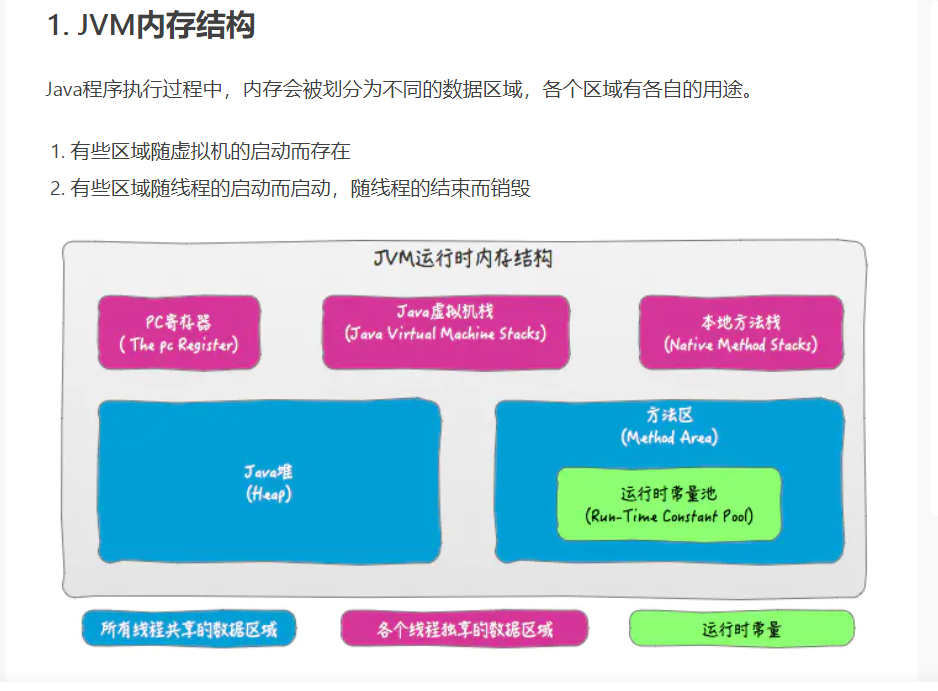 1. JVM内存结构
Java程序执行过程中，内存会被划分为不同的数据区域，各个区域有各自的用途。
1. 有些区域随虚拟机的启动而存在
2. 有些区域随线程的启动而启动，随线程的结束而销毁
JVM运行时内存结构
PC寄存器
( The pc Register)
Java虚拟机栈
(Java Virtual Machine Stacks)
本地方法栈
(Native Method Stacks)
Java堆
(Heap)
方法区
(Method Area)
运行时常量池
(Run-Time Constant Pool)
所有线程共享的数据区域
各个线程独享的数据区域
运行时常量